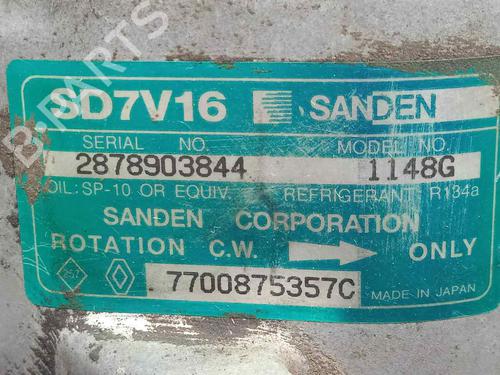 SD7V16 SANDEN
SERIAL NO. MODEL NO.
2878903844 1148G
OIL: SP-10 OR EQUIV. REFRIGERANT R134a
SANDEN CORPORATION
ROTATION C.W. ONLY
257 7700875357C MADE IN JAPAN
B-PARTS